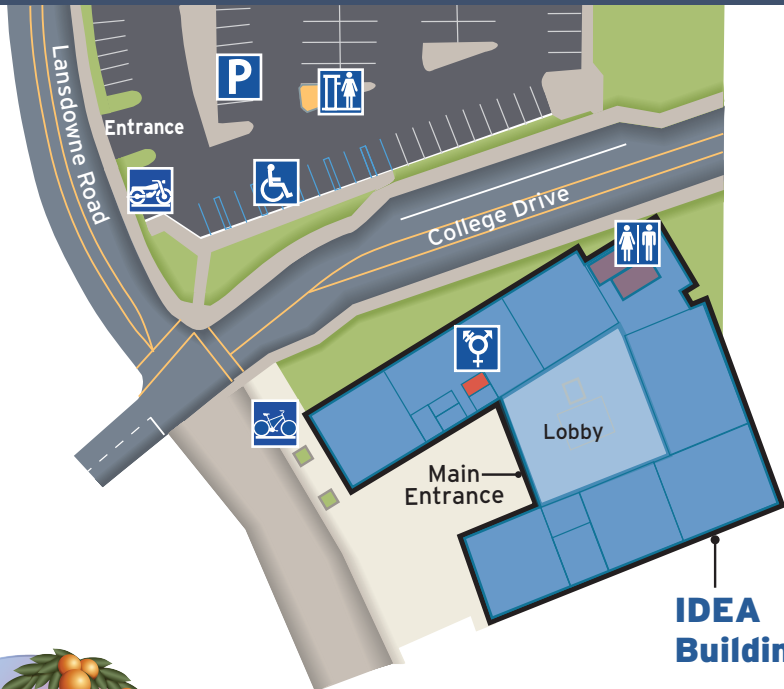 Lansdowne Road
P
Entrance
College Drive
Lobby
Main
Entrance
IDEA
Buildin